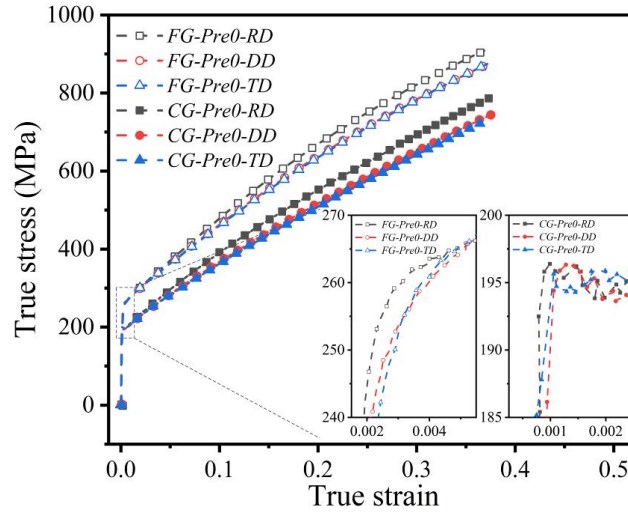 1000
800
600
400
200
0
True stress (MPa)
FG-Pre0-RD
FG-Pre0-DD
FG-Pre0-TD
CG-Pre0-RD
CG-Pre0-DD
CG-Pre0-TD
270
265
260
255
250
245
240
FG-Pre0-RD
FG-Pre0-DD
FG-Pre0-TD
0.002 0.004
200
195
190
185
CG-Pre0-RD
CG-Pre0-DD
CG-Pre0-TD
0.001 0.002
0.0 0.1 0.2 0.3 0.4 0.5
True strain